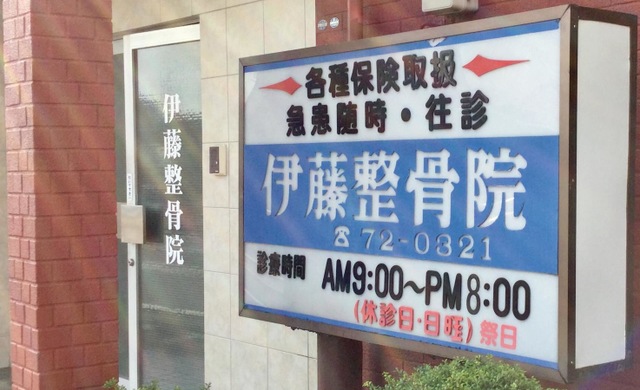 伊藤整骨院
各種保険取扱
急患随時・往診
伊藤整骨院
☎72-0321
診療時間
AM9:00～PM8:00
(休診日・日曜)祭日